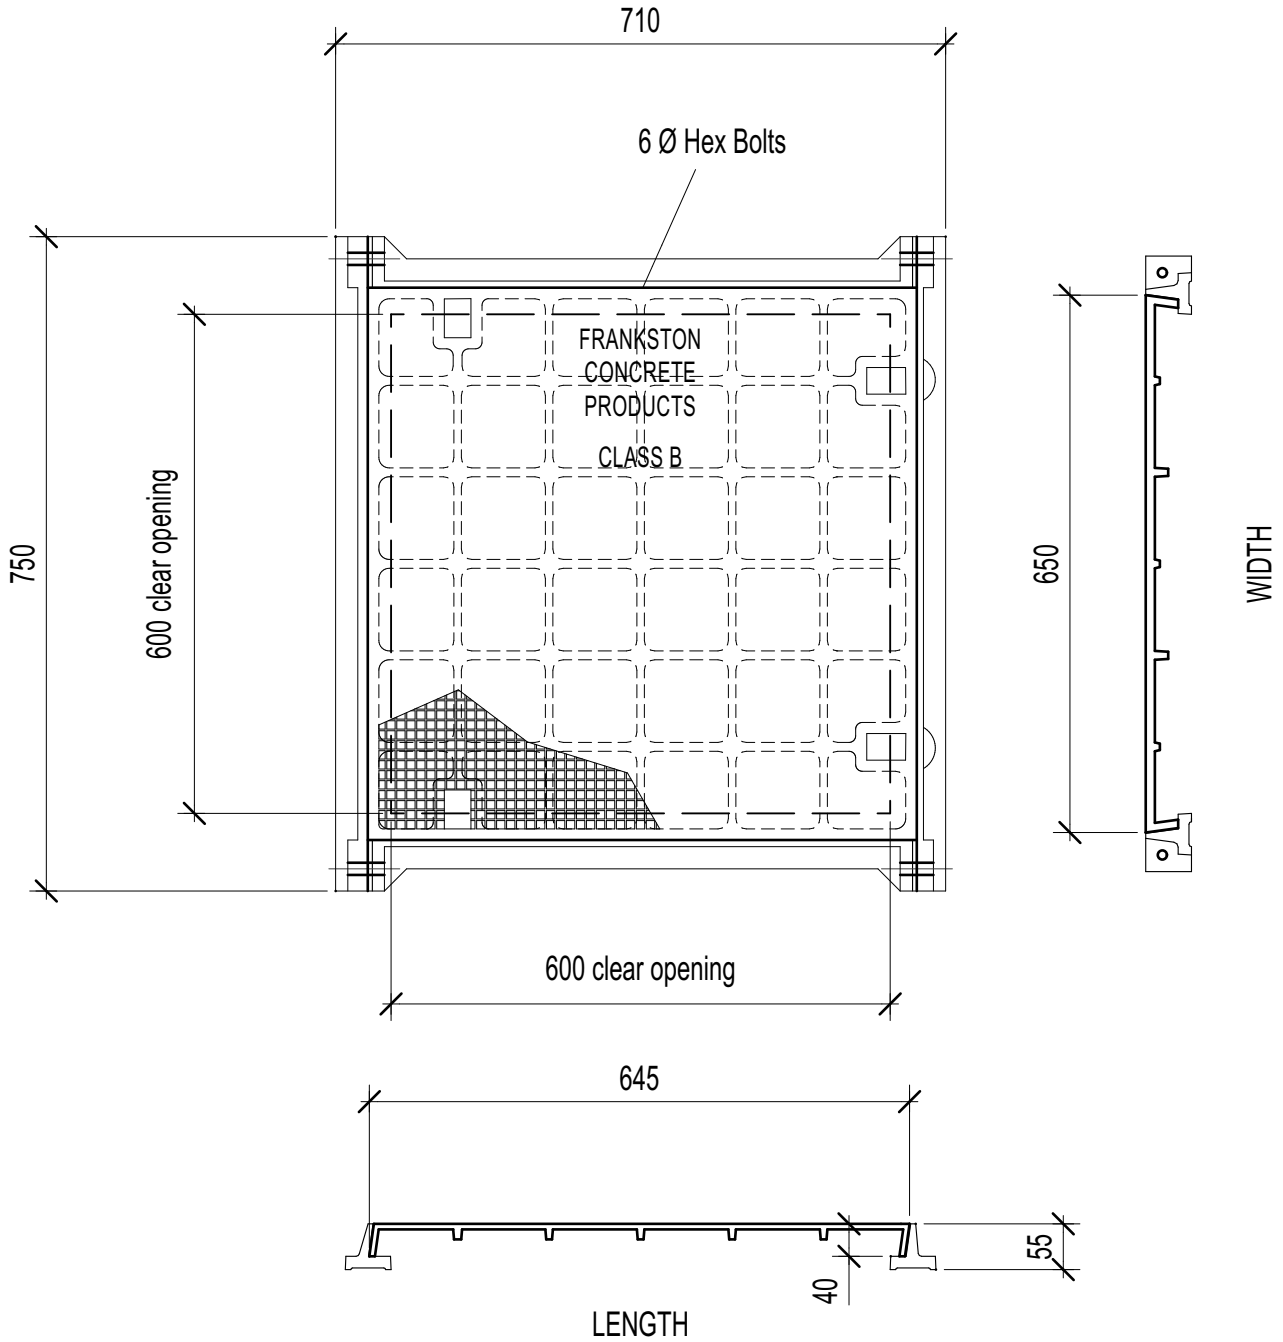 710
6 Ø Hex Bolts
FRANKSTON
CONCRETE
PRODUCTS
CLASS B
600 clear opening
750
650
WIDTH
600 clear opening
645
55
40
LENGTH